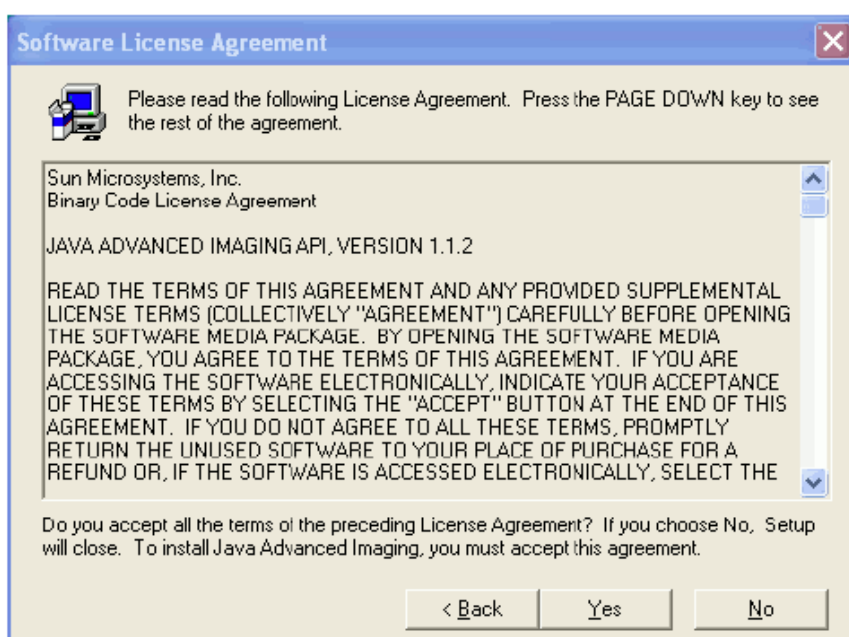 Software License Agreement
Please read the following License Agreement. Press the PAGE DOWN key to see
the rest of the agreement.
Sun Microsystems, Inc.
Binary Code License Agreement
JAVA ADVANCED IMAGING API, VERSION 1.1.2
READ THE TERMS OF THIS AGREEMENT AND ANY PROVIDED SUPPLEMENTAL
LICENSE TERMS (COLLECTIVELY "AGREEMENT") CAREFULLY BEFORE OPENING
THE SOFTWARE MEDIA PACKAGE. BY OPENING THE SOFTWARE MEDIA
PACKAGE, YOU AGREE TO THE TERMS OF THIS AGREEMENT. IF YOU ARE
ACCESSING THE SOFTWARE ELECTRONICALLY, INDICATE YOUR ACCEPTANCE
OF THESE TERMS BY SELECTING THE "ACCEPT" BUTTON AT THE END OF THIS
AGREEMENT. IF YOU DO NOT AGREE TO ALL THESE TERMS, PROMPTLY
RETURN THE UNUSED SOFTWARE TO YOUR PLACE OF PURCHASE FOR A
REFUND OR, IF THE SOFTWARE IS ACCESSED ELECTRONICALLY, SELECT THE
Do you accept all the terms of the preceding License Agreement? If you choose No, Setup
will close. To install Java Advanced Imaging, you must accept this agreement.
< Back Yes No